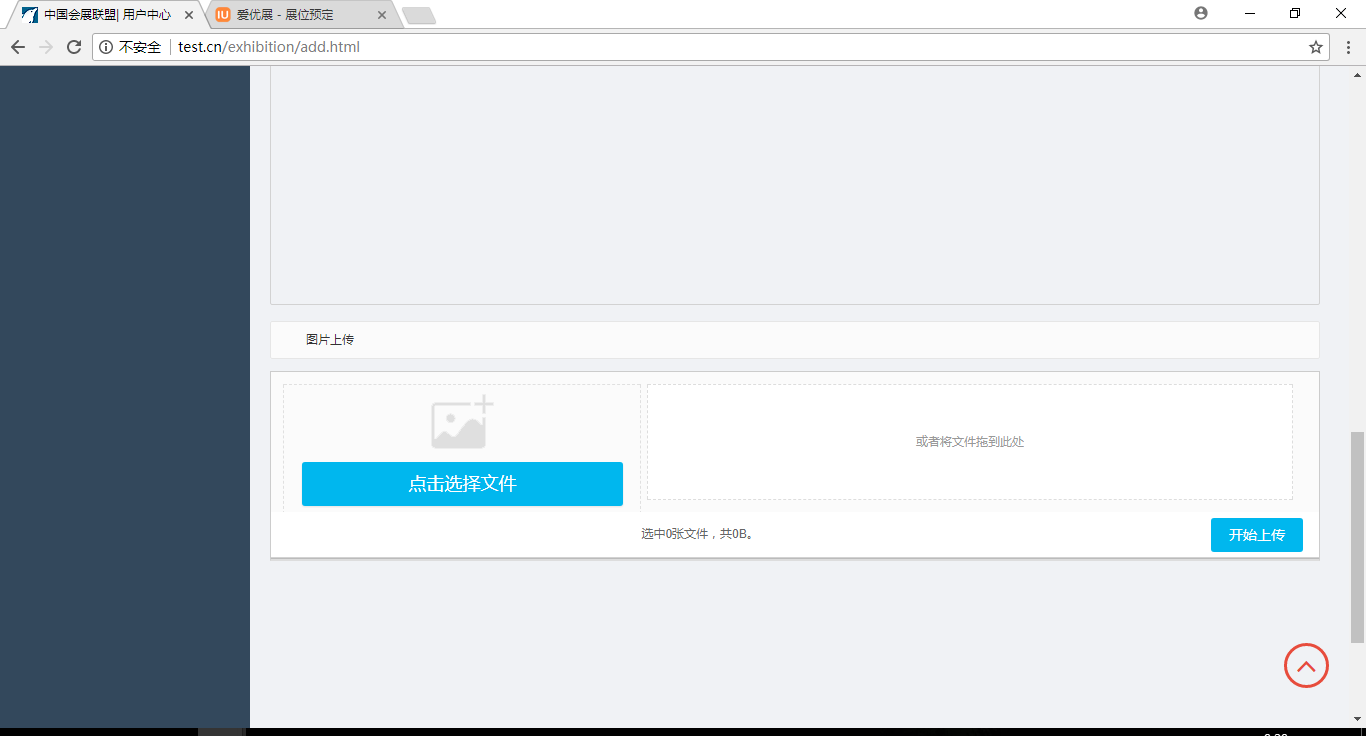 中国会展联盟| 用户中心
爱优展 - 展位预定
不安全
test.cn/exhibition/add.html
图片上传
点击选择文件
或者将文件拖到此处
选中0张文件，共0B。
开始上传